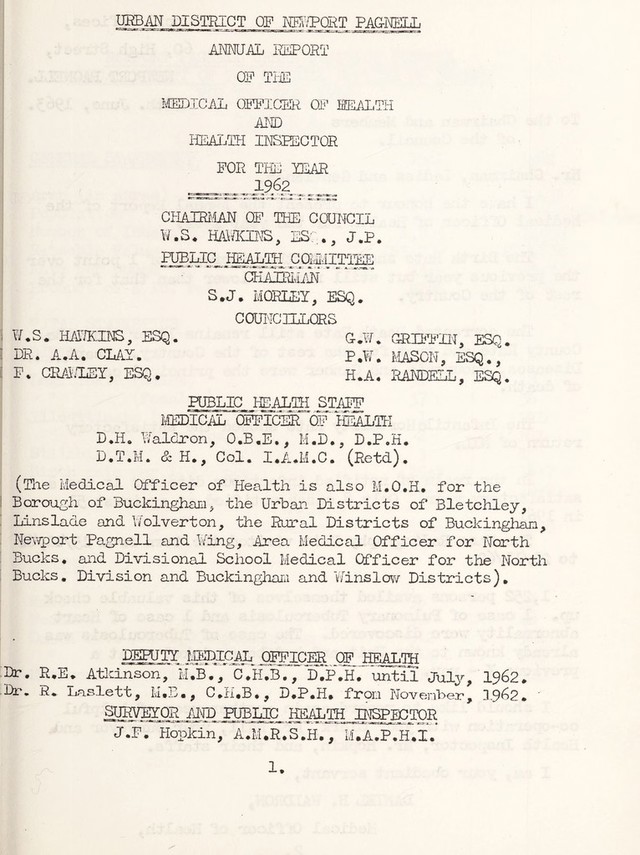 URBAN DISTRICT OF NEWPORT PAGNELL
ANNUAL REPORT
OF THE
MEDICAL OFFICER OF HEALTH
AND
HEALTH INSPECTOR
FOR THE YEAR
1962
CHAIRMAN OF THE COUNCIL
W.S. HAWKINS, ESQ., J.P.
PUBLIC HEALTH COMMITTEE
CHAIRMAN
S.J. MORLEY, ESQ.
COUNCILLORS
W.S. HAWKINS, ESQ. G.W. GRIFFIN, ESQ.
DR. A.A. CLAY. P.W. MASON, ESQ.,
F. CRAWLEY, ESQ. H.A. RANDELL, ESQ.
PUBLIC HEALTH STAFF
MEDICAL OFFICER OF HEALTH
D.H. Waldron, O.B.E., M.D., D.P.H.
D.T.M. & H., Col. I.A.M.C. (Retd).
(The Medical Officer of Health is also M.O.H. for the
Borough of Buckingham, the Urban Districts of Bletchley,
Linslade and Wolverton, the Rural Districts of Buckingham,
Newport Pagnell and Wing, Area Medical Officer for North
Bucks. and Divisional School Medical Officer for the North
Bucks. Division and Buckingham and Winslow Districts).
DEPUTY MEDICAL OFFICER OF HEALTH
Dr. R.E. Atkinson, M.B., C.H.B., D.P.H. until July, 1962.
Dr. R. Laslett, M.B., C.H.B., D.P.H. from November, 1962.
SURVEYOR AND PUBLIC HEALTH INSPECTOR
J.F. Hopkin, A.M.R.S.H., M.A.P.H.I.
1.